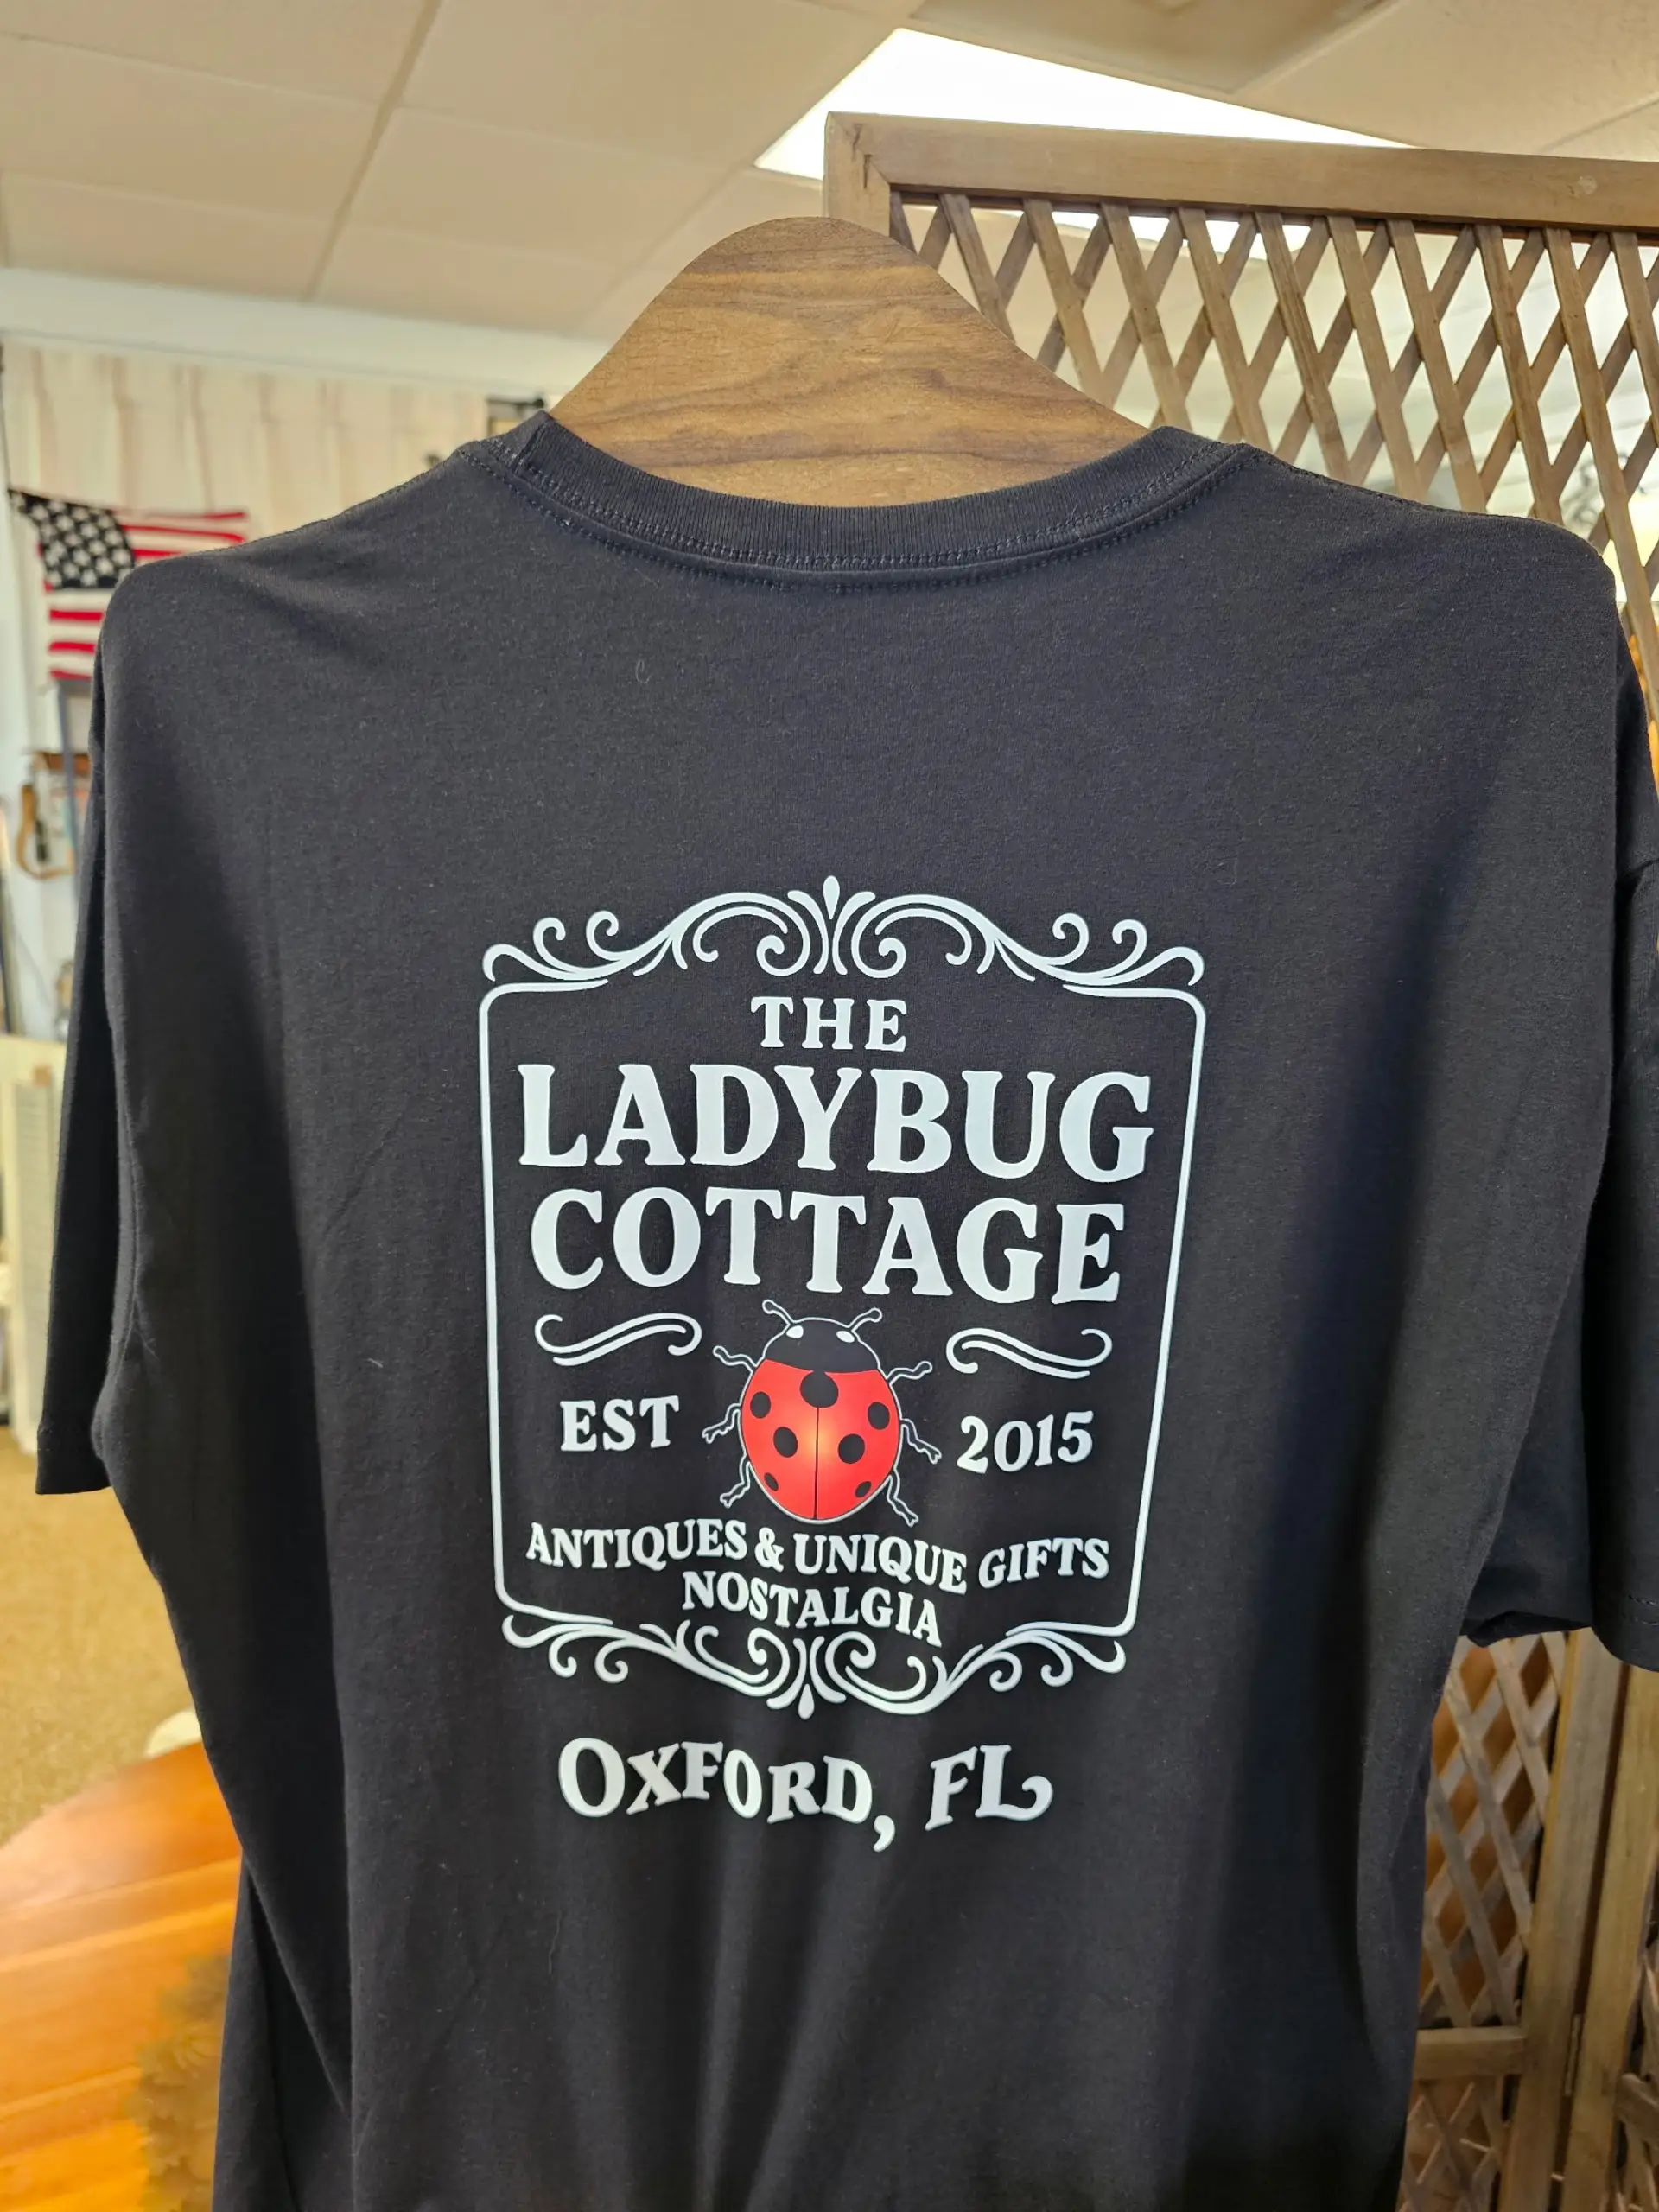 THE
LADYBUG
COTTAGE
EST 2015
ANTIQUES & UNIQUE GIFTS
NOSTALGIA
OXFORD, FL